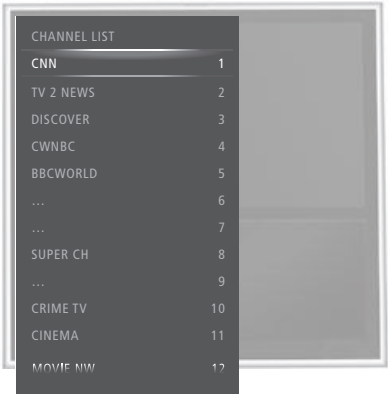 CHANNEL LIST
CNN 1
TV 2 NEWS 2
DISCOVER 3
CWNBC 4
BBCWORLD 5
... 6
... 7
SUPER CH 8
... 9
CRIME TV 10
CINEMA 11
MOVIE NW 12